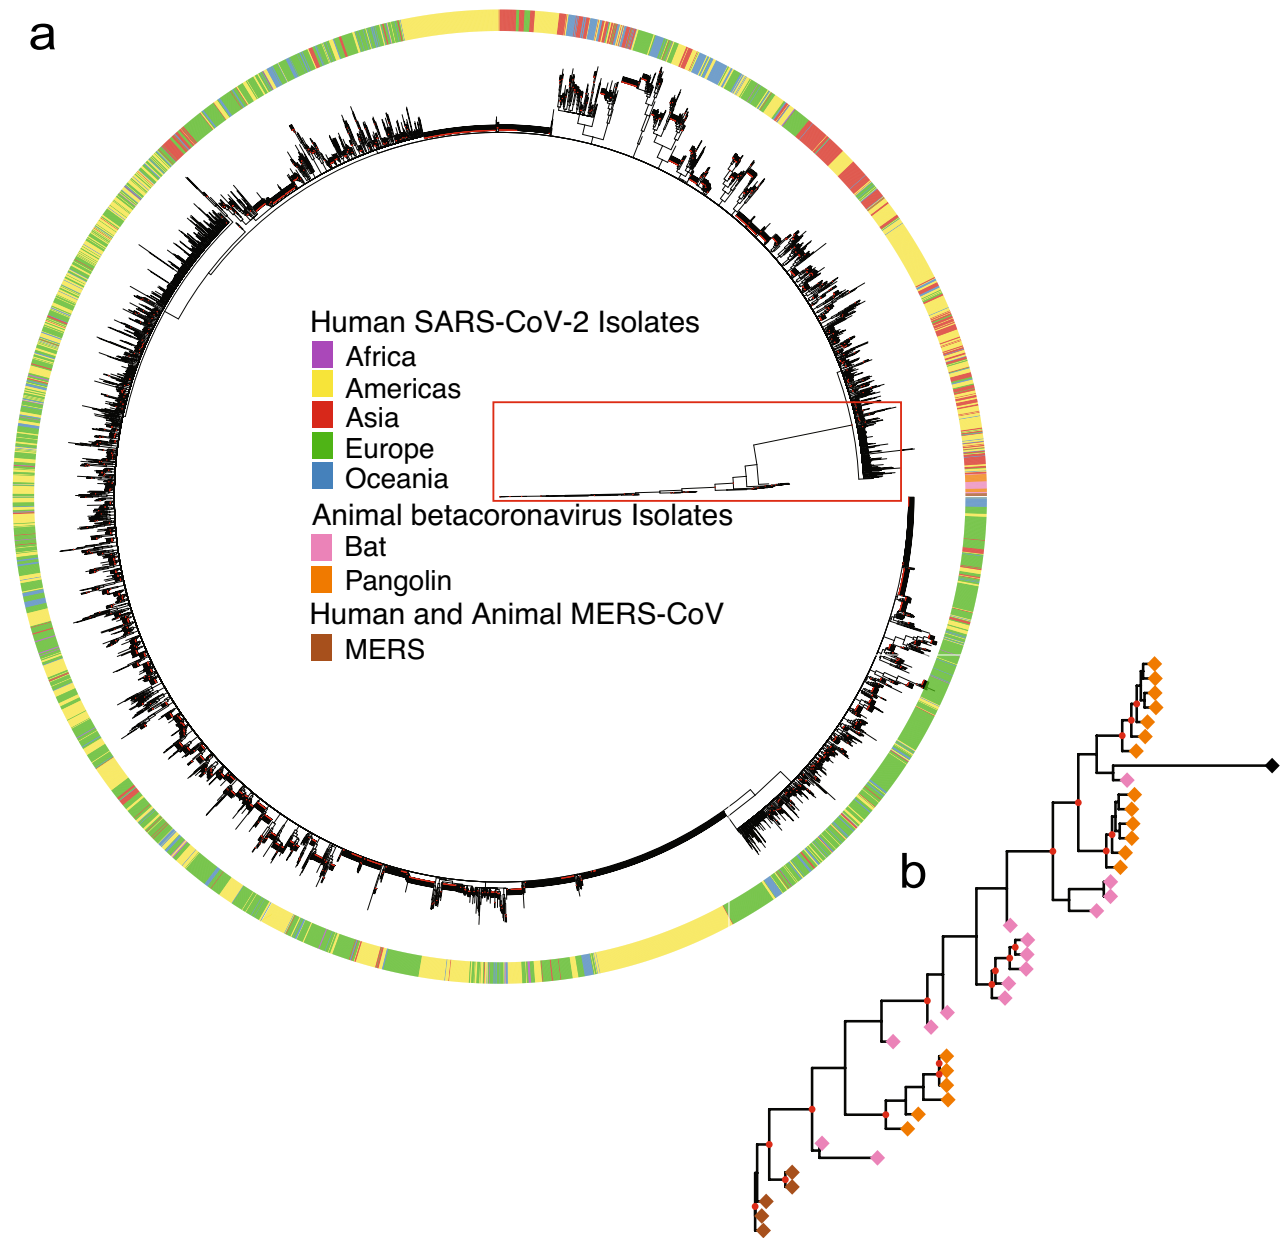 a
Human SARS-CoV-2 Isolates
Africa
Americas
Asia
Europe
Oceania
Animal betacoronavirus Isolates
Bat
Pangolin
Human and Animal MERS-CoV
MERS
b